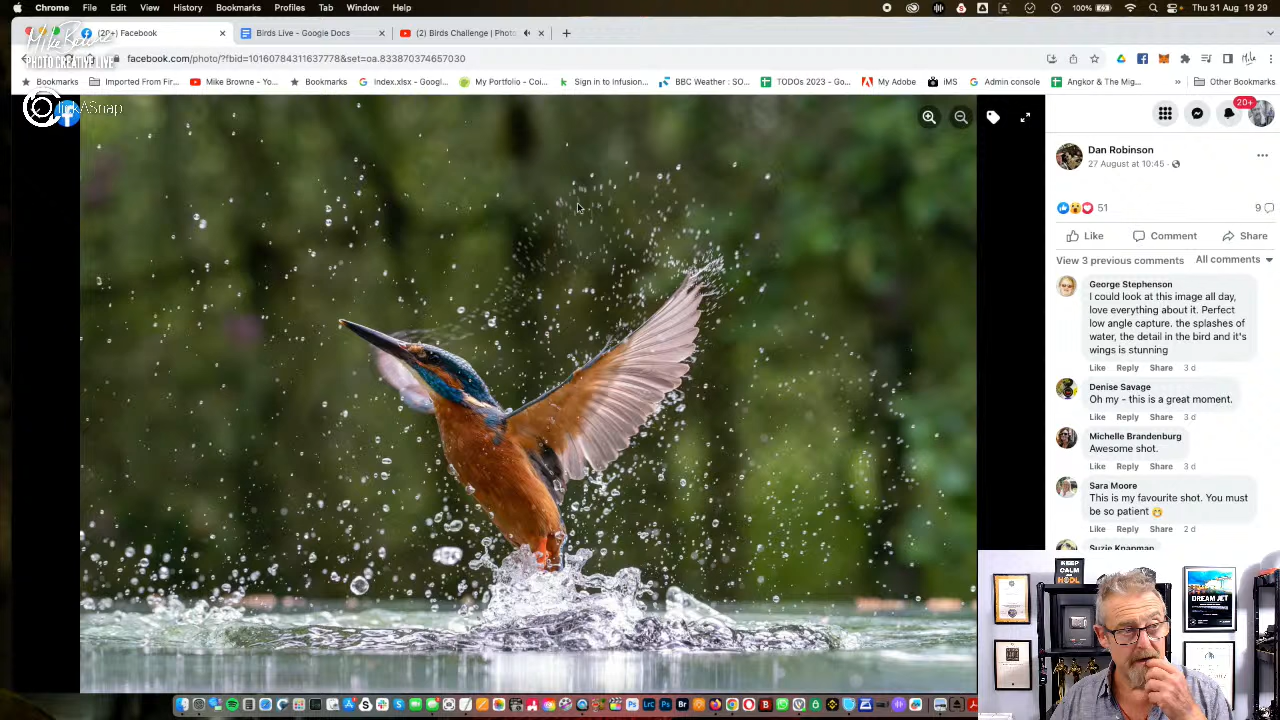 Chrome File Edit View History Bookmarks Profiles Tab Window Help 100% Thu 31 Aug 19 29
(20+) Facebook Birds Live - Google Docs (2) Birds Challenge | Phot
Mike Browne
PHOTO CREATIVE LIVE
facebook.com/photo/?fbid=10160784311637778&set=oa.833870374657030
Bookmarks Imported From Fir... Mike Browne - Yo... Bookmarks Index.xlsx - Googl... My Portfolio - Coi... Sign in to Infusion... BBC Weather : SO... TODOs 2023 - Go... My Adobe iMS Admin console Angkor & The Mig... » Other Bookmarks
ClickASnap
20+
Dan Robinson
27 August at 10:45
51 9
Like Comment Share
View 3 previous comments All comments
George Stephenson
I could look at this image all day,
love everything about it. Perfect
low angle capture. the splashes of
water, the detail in the bird and it's
wings is stunning
Like Reply Share 3 d
Denise Savage
Oh my - this is a great moment.
Like Reply Share 3 d
Michelle Brandenburg
Awesome shot.
Like Reply Share 3 d
Sara Moore
This is my favourite shot. You must
be so patient
Like Reply Share 2 d
Suzie Knapman
KEEP
CALM
HODL
DREAM JET